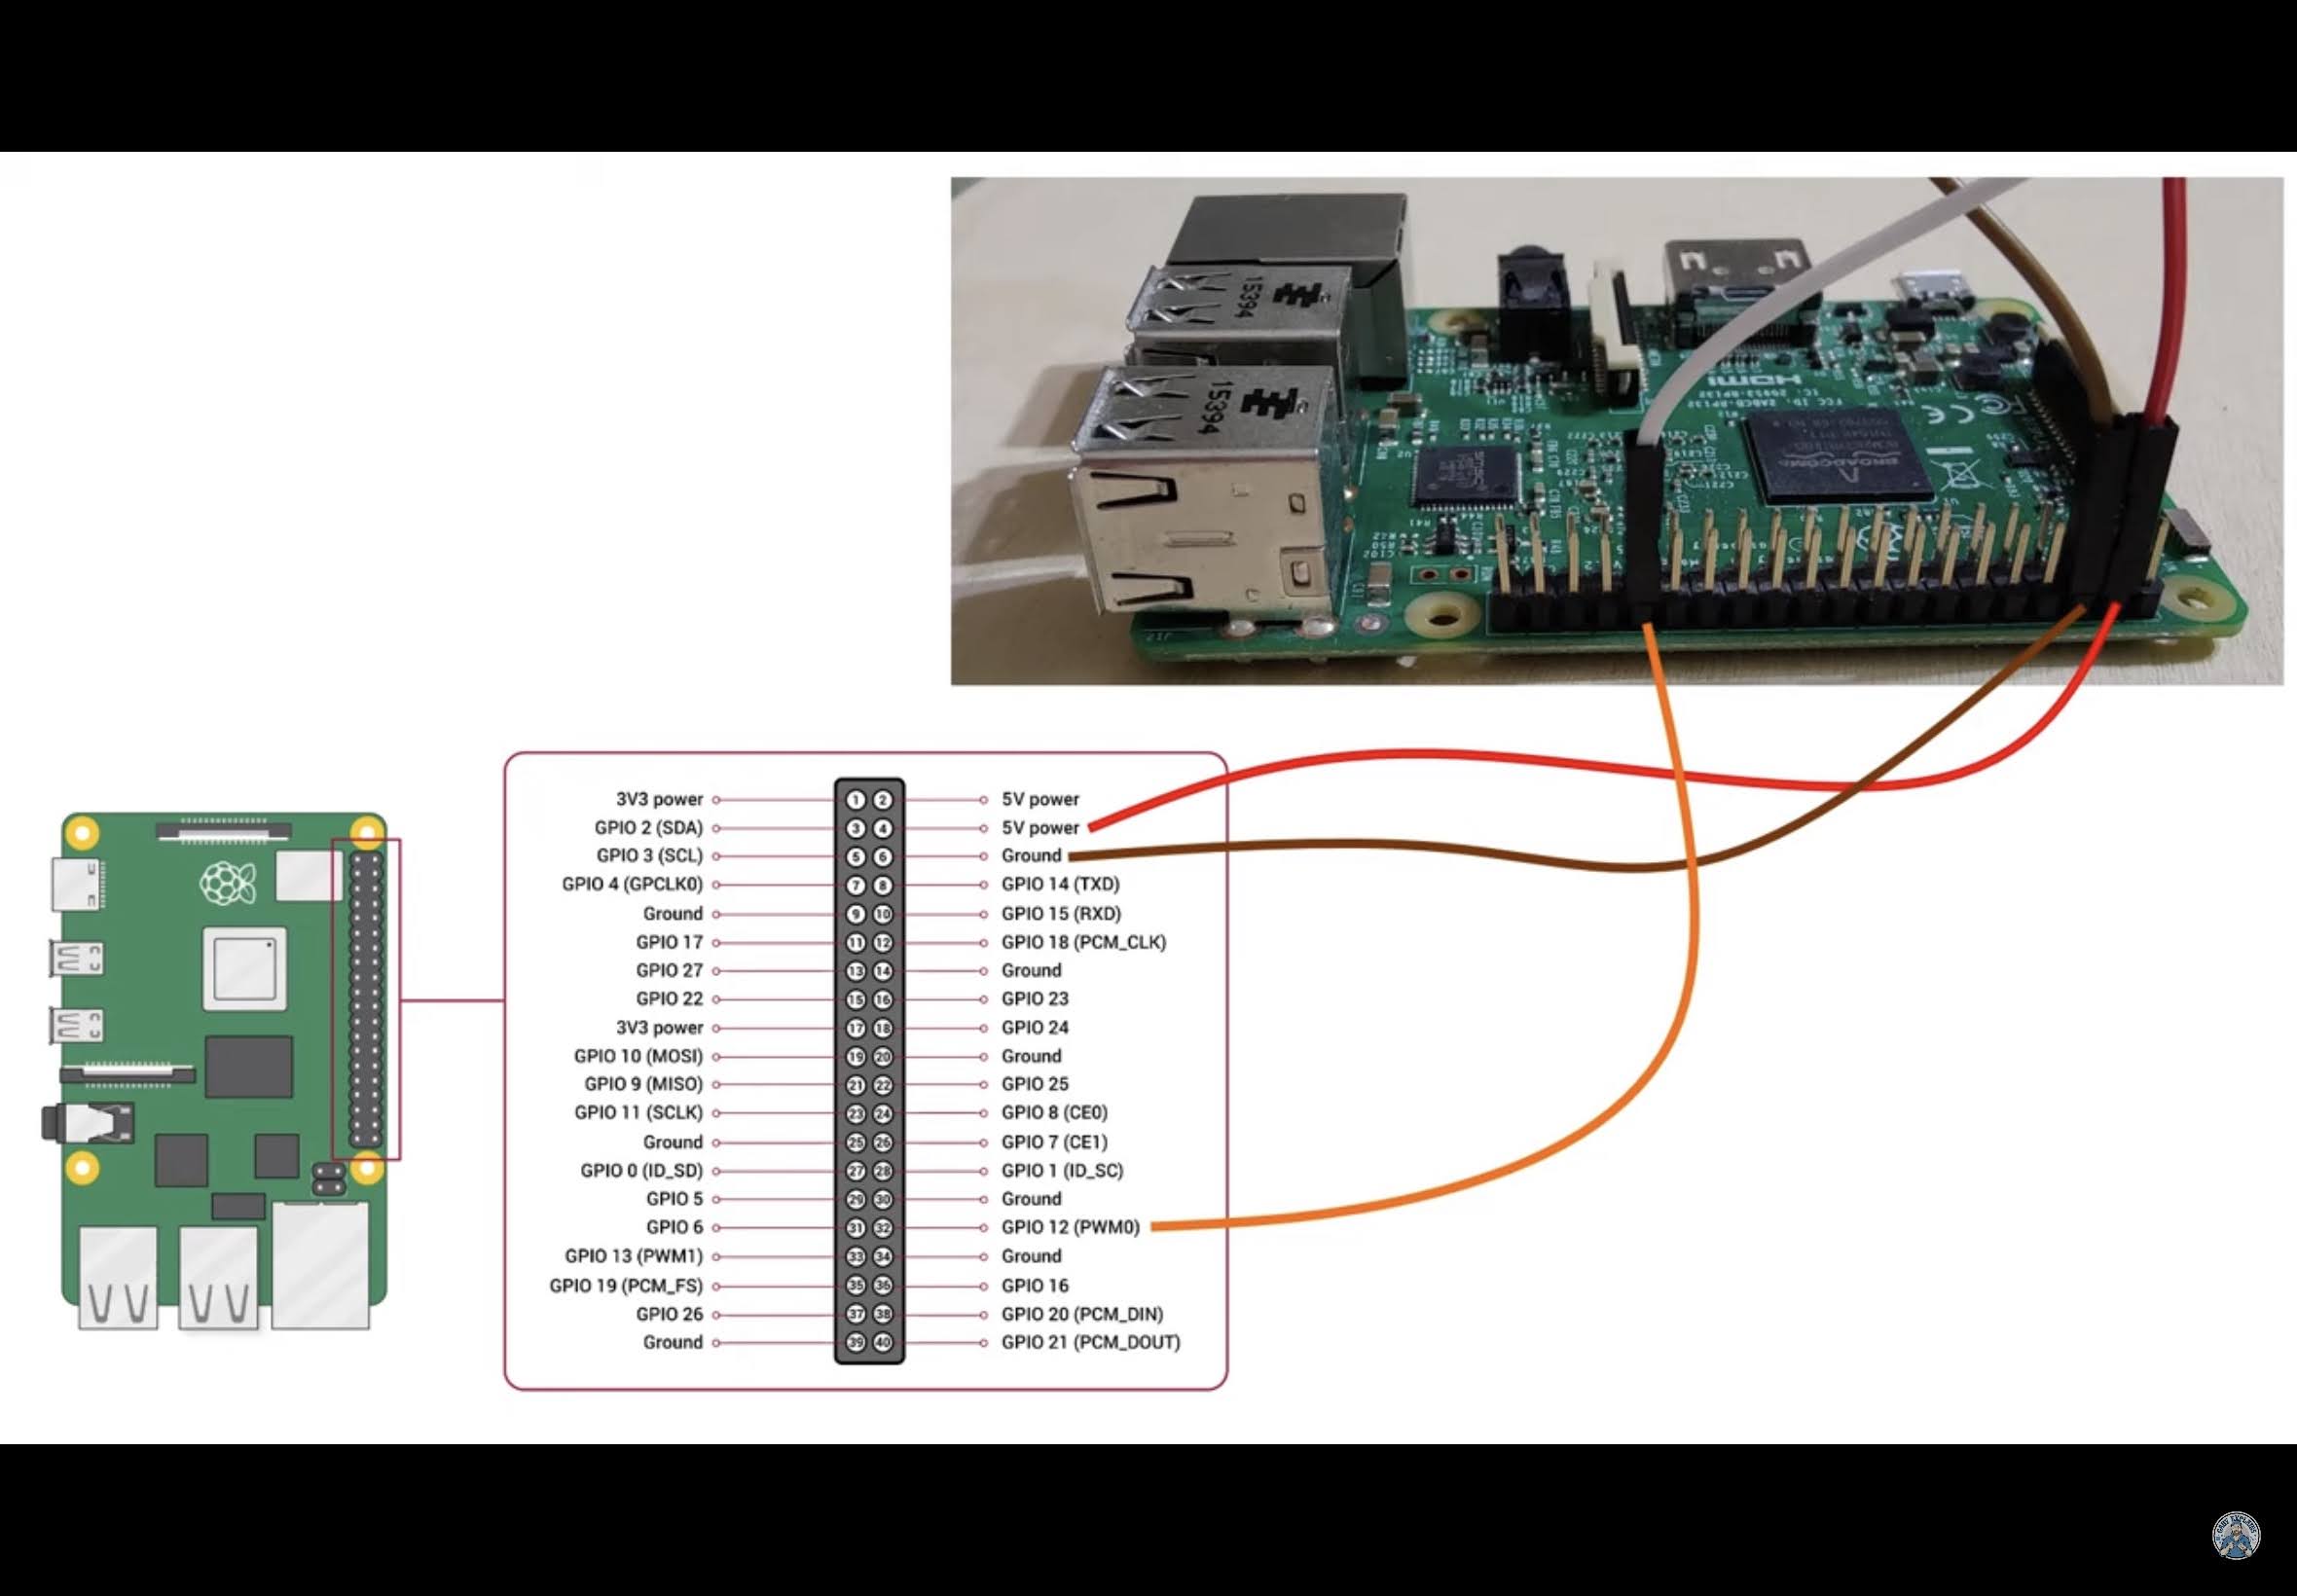 15394
15394
HDMI
BROADCOM
3V3 power 1 2 5V power
GPIO 2 (SDA) 3 4 5V power
GPIO 3 (SCL) 5 6 Ground
GPIO 4 (GPCLK0) 7 8 GPIO 14 (TXD)
Ground 9 10 GPIO 15 (RXD)
GPIO 17 11 12 GPIO 18 (PCM_CLK)
GPIO 27 13 14 Ground
GPIO 22 15 16 GPIO 23
3V3 power 17 18 GPIO 24
GPIO 10 (MOSI) 19 20 Ground
GPIO 9 (MISO) 21 22 GPIO 25
GPIO 11 (SCLK) 23 24 GPIO 8 (CE0)
Ground 25 26 GPIO 7 (CE1)
GPIO 0 (ID_SD) 27 28 GPIO 1 (ID_SC)
GPIO 5 29 30 Ground
GPIO 6 31 32 GPIO 12 (PWM0)
GPIO 13 (PWM1) 33 34 Ground
GPIO 19 (PCM_FS) 35 36 GPIO 16
GPIO 26 37 38 GPIO 20 (PCM_DIN)
Ground 39 40 GPIO 21 (PCM_DOUT)